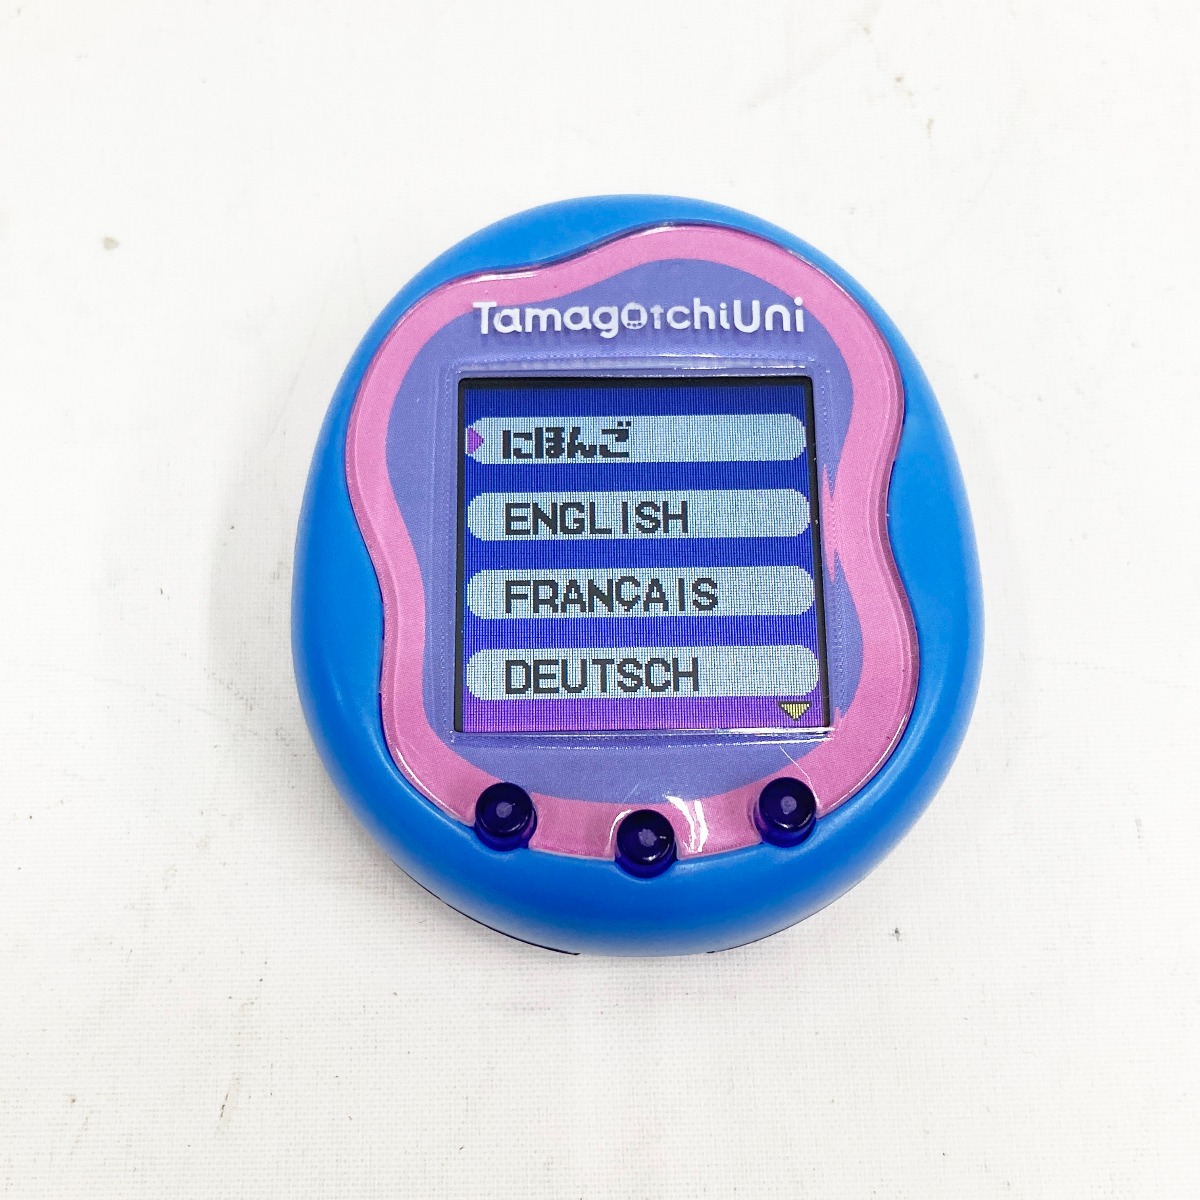 TamagotchiUni
にほんご
ENGLISH
FRANÇAIS
DEUTSCH